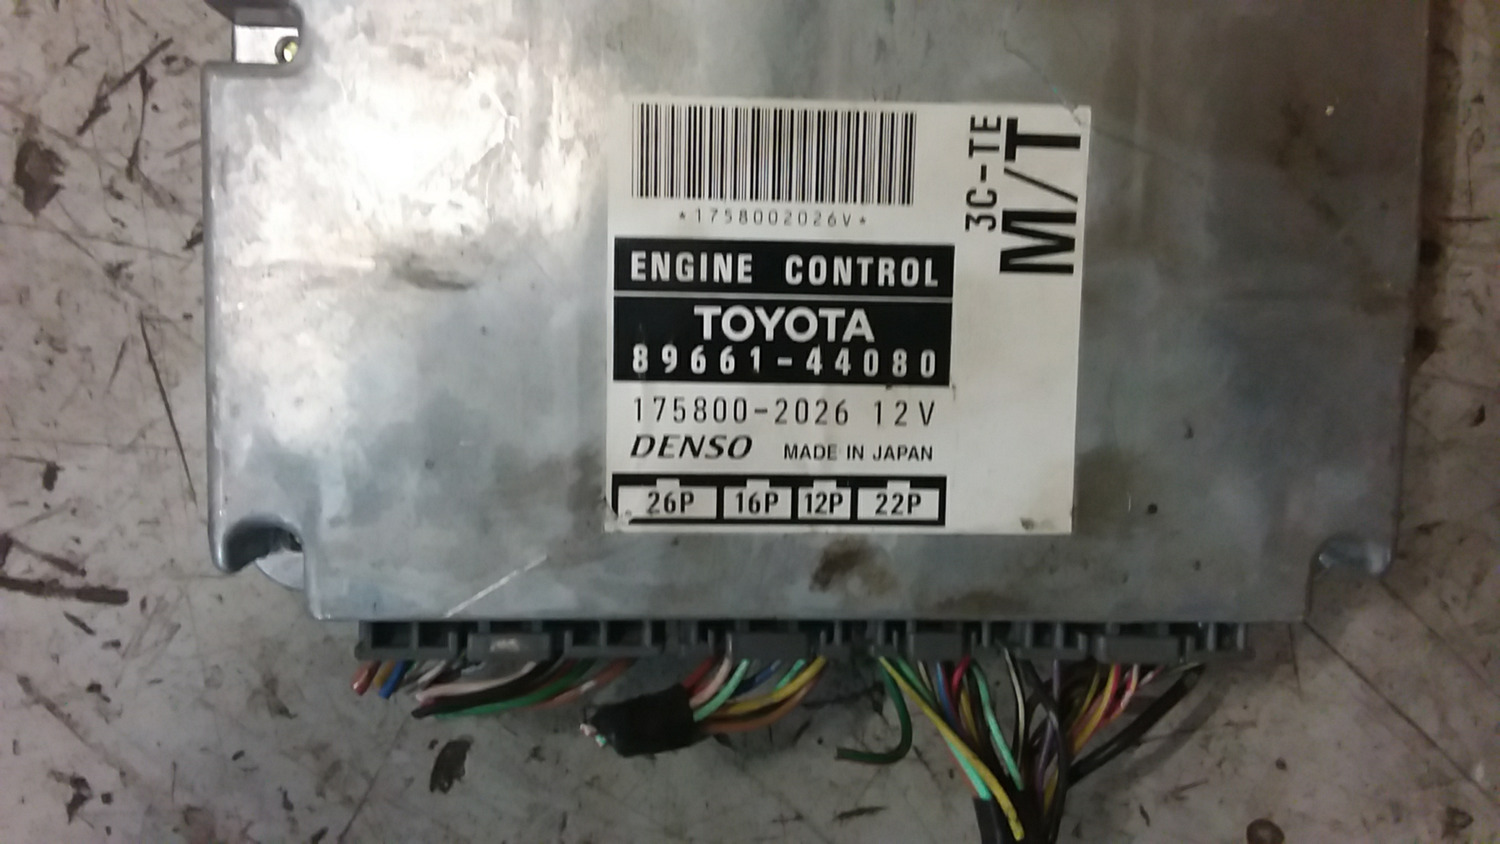 *1758002026V*
ENGINE CONTROL
TOYOTA
89661-44080
175800-2026 12V
DENSO MADE IN JAPAN
26P 16P 12P 22P
3C-TE
M/T